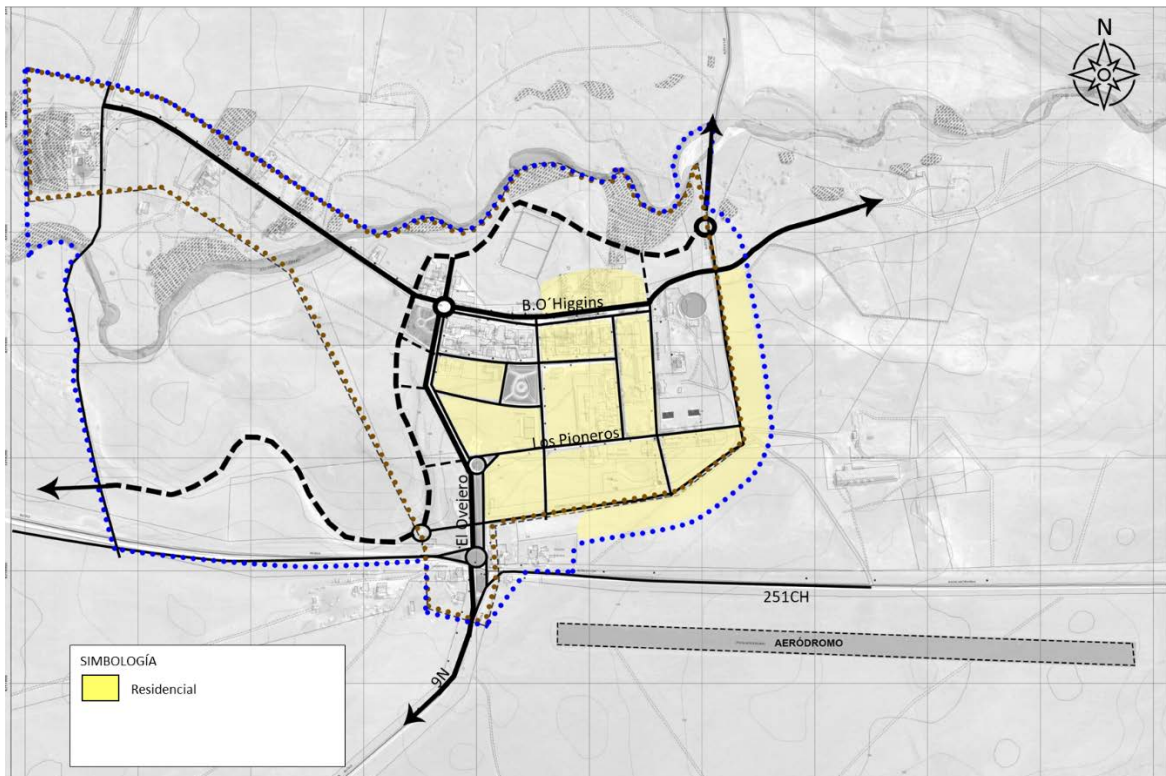 N
B.O´Higgins
Los Pioneros
El Ovejero
251CH
AERÓDROMO
9N
SIMBOLOGÍA
Residencial